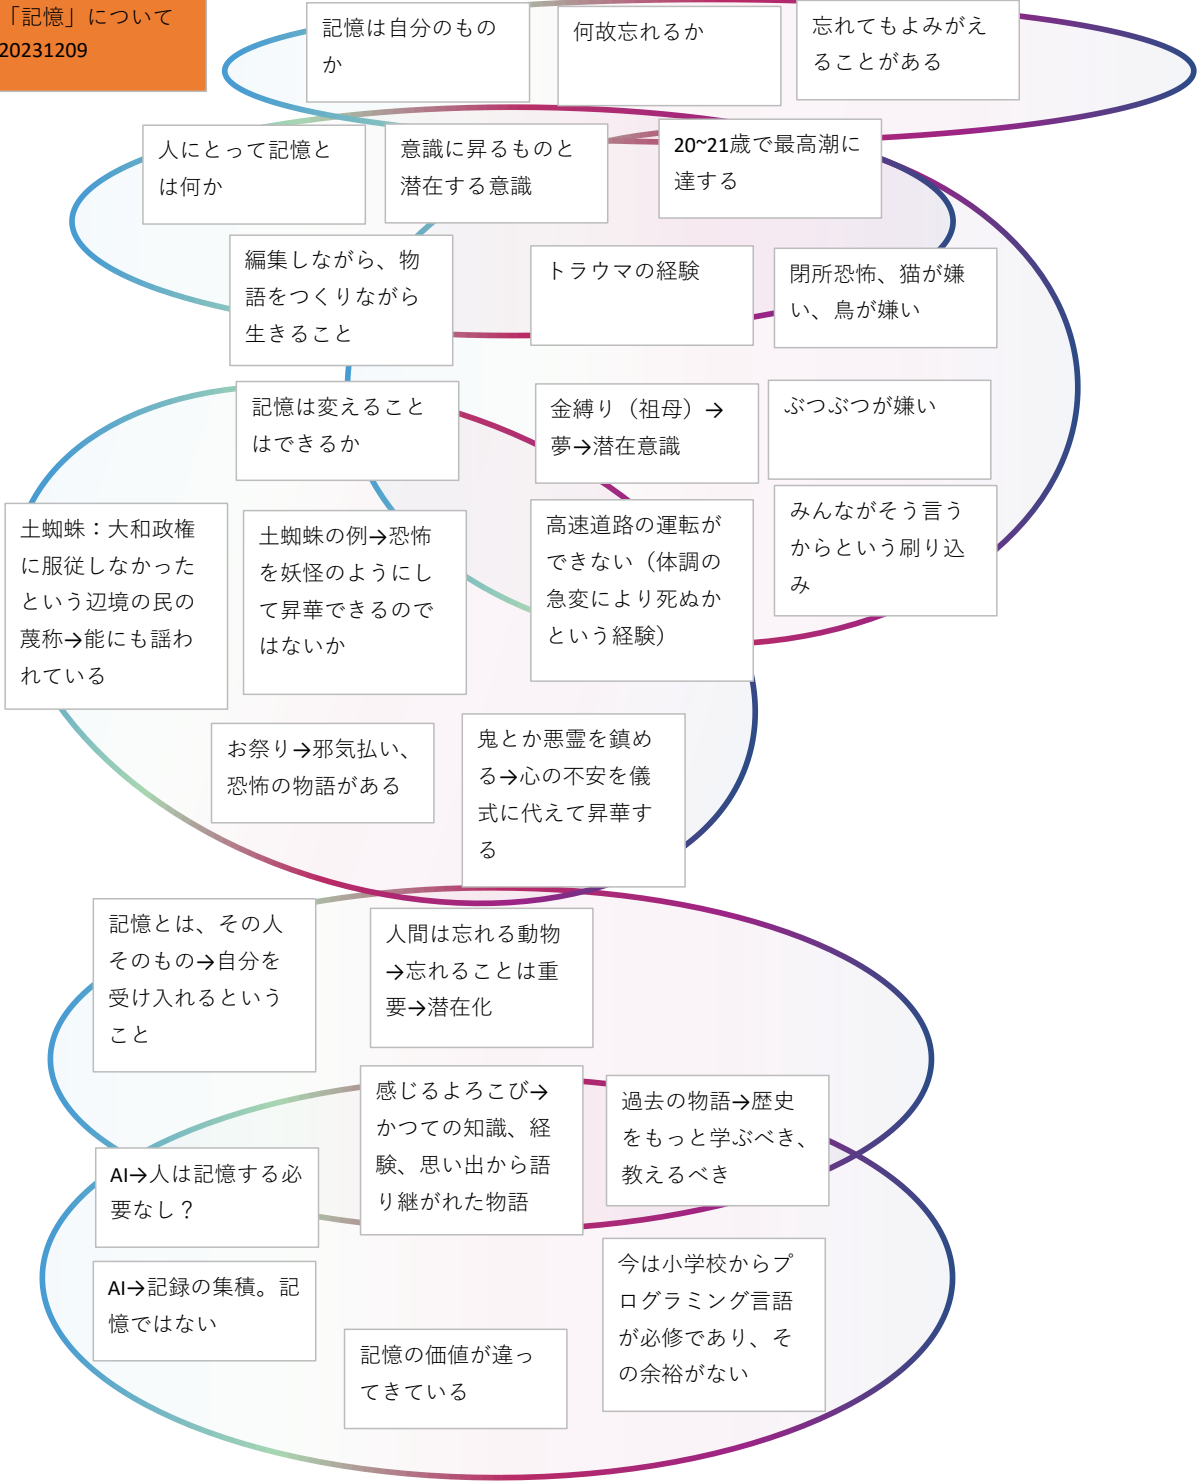 「記憶」について
20231209
記憶は自分のもの
か
何故忘れるか
忘れてもよみがえ
ることがある
人にとって記憶と
は何か
意識に昇るものと
潜在する意識
20~21歳で最高潮に
達する
編集しながら、物
語をつくりながら
生きること
トラウマの経験
閉所恐怖、猫が嫌
い、鳥が嫌い
記憶は変えること
はできるか
金縛り（祖母）→
夢→潜在意識
ぶつぶつが嫌い
土蜘蛛：大和政権
に服従しなかった
という辺境の民の
蔑称→能にも謡わ
れている
土蜘蛛の例→恐怖
を妖怪のようにし
て昇華できるので
はないか
高速道路の運転が
できない（体調の
急変により死ぬか
という経験）
みんながそう言う
からという刷り込
み
お祭り→邪気払い、
恐怖の物語がある
鬼とか悪霊を鎮め
る→心の不安を儀
式に代えて昇華す
る
記憶とは、その人
そのもの→自分を
受け入れるという
こと
人間は忘れる動物
→忘れることは重
要→潜在化
感じるよろこび→
かつての知識、経
験、思い出から語
り継がれた物語
過去の物語→歴史
をもっと学ぶべき、
教えるべき
AI→人は記憶する必
要なし？
AI→記録の集積。記
憶ではない
記憶の価値が違っ
てきている
今は小学校からプ
ログラミング言語
が必修であり、そ
の余裕がない